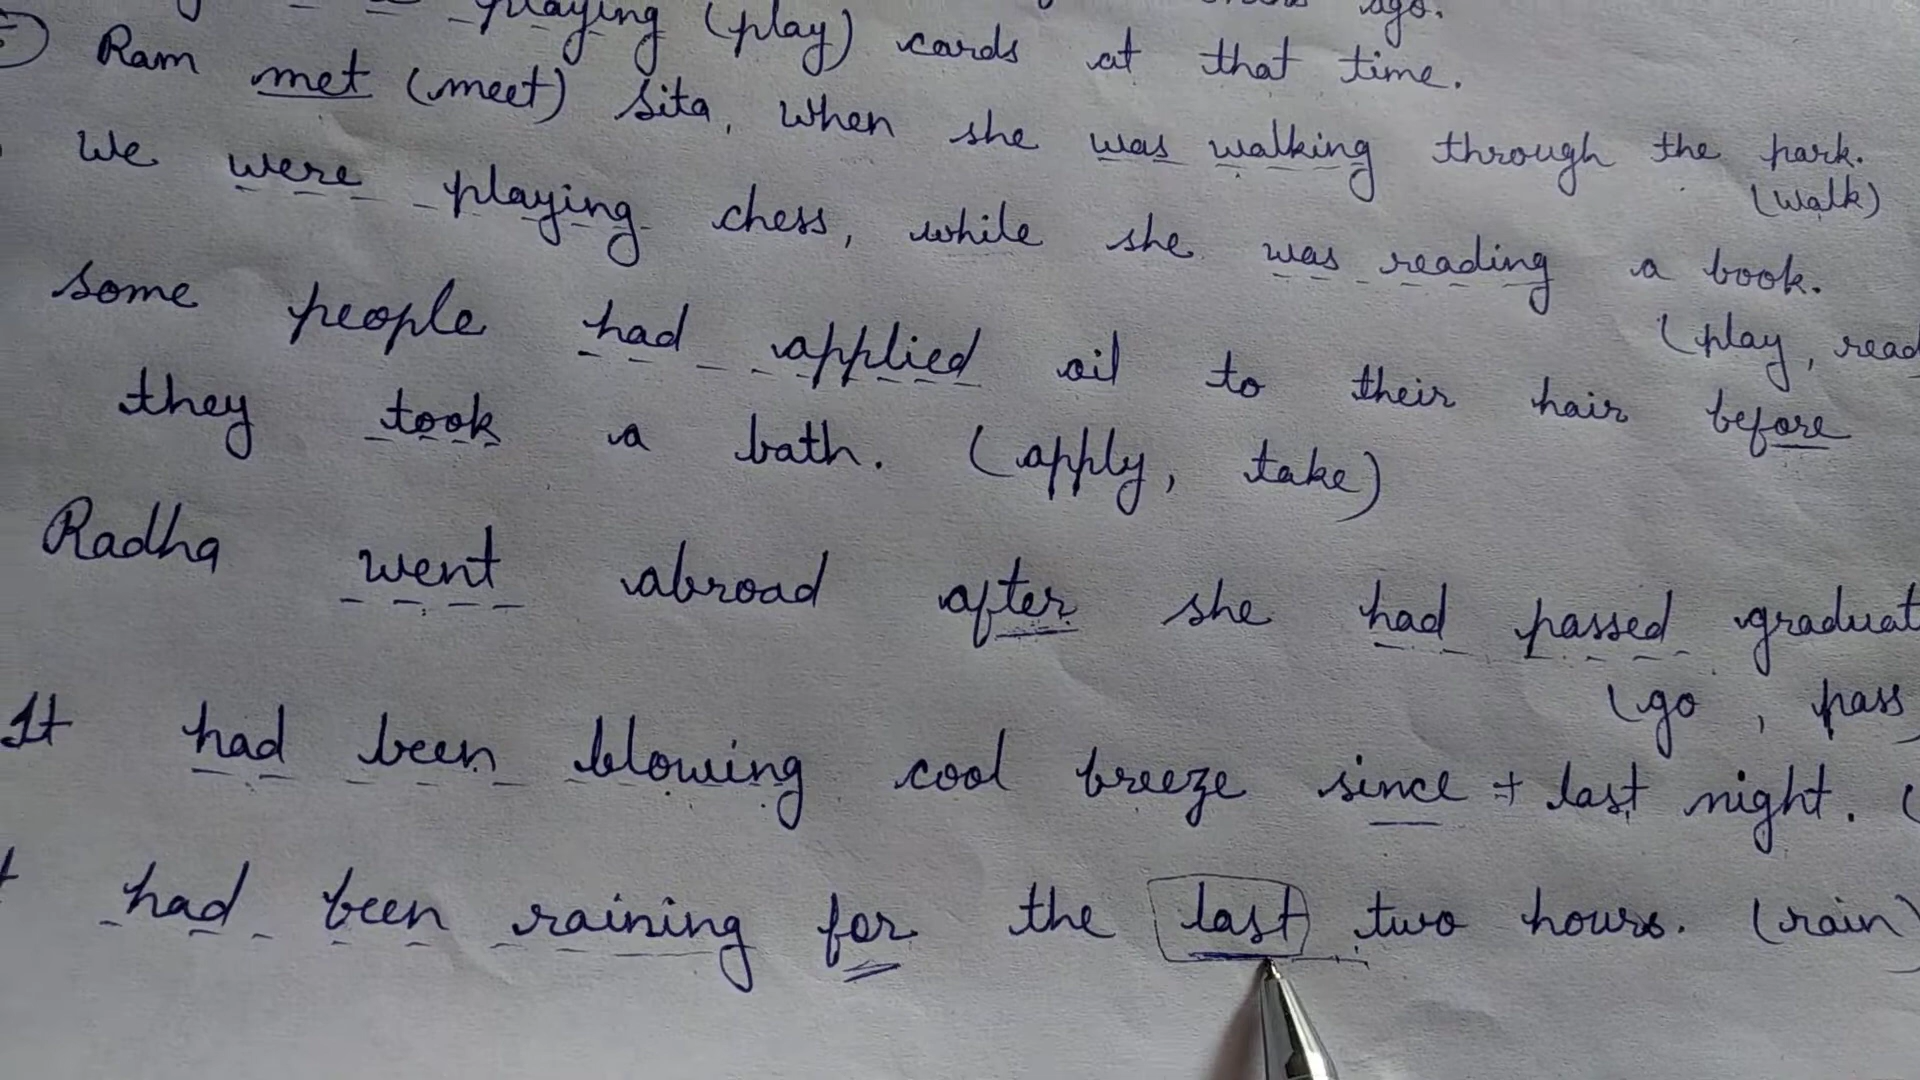 playing (play) cards at that time. ago.
Ram met (meet) Sita, when she was walking through the park.
(walk)
We were playing chess, while she was reading a book.
(play, read
Some people had applied oil to their hair before
they took a bath. (apply, take)
Radha went abroad after she had passed graduat
(go, pass)
It had been blowing cool breeze since last night. (
had been raining for the last two hours. (rain)